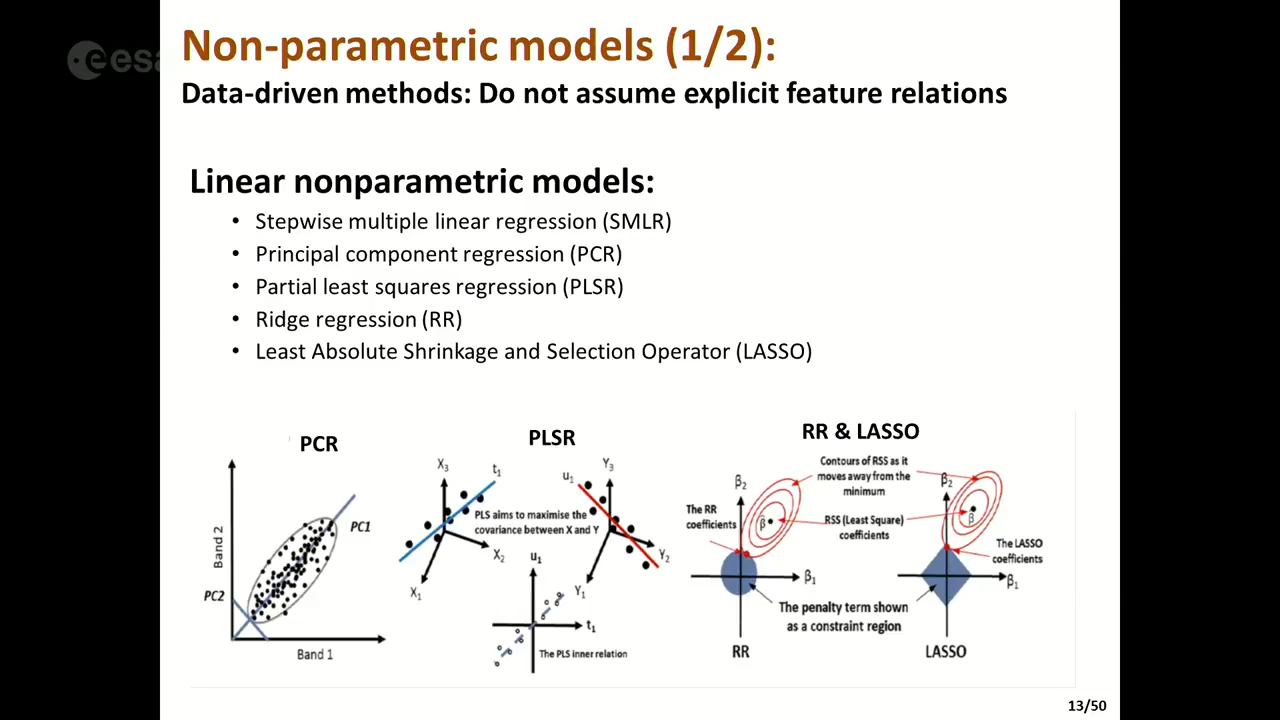 esa
Non-parametric models (1/2):
Data-driven methods: Do not assume explicit feature relations
Linear nonparametric models:
• Stepwise multiple linear regression (SMLR)
• Principal component regression (PCR)
• Partial least squares regression (PLSR)
• Ridge regression (RR)
• Least Absolute Shrinkage and Selection Operator (LASSO)
PCR
Band 2
PC1
PC2
Band 1
PLSR
X3
t1
u1
Y3
PLS aims to maximise the
covariance between X and Y
X2
X1
Y2
Y1
u1
t1
The PLS inner relation
RR & LASSO
Contours of RSS as it
moves away from the
minimum
β2
β2
The RR
coefficients
β
RSS (Least Square)
coefficients
β
The LASSO
coefficients
β1
β1
The penalty term shown
as a constraint region
RR
LASSO
13/50